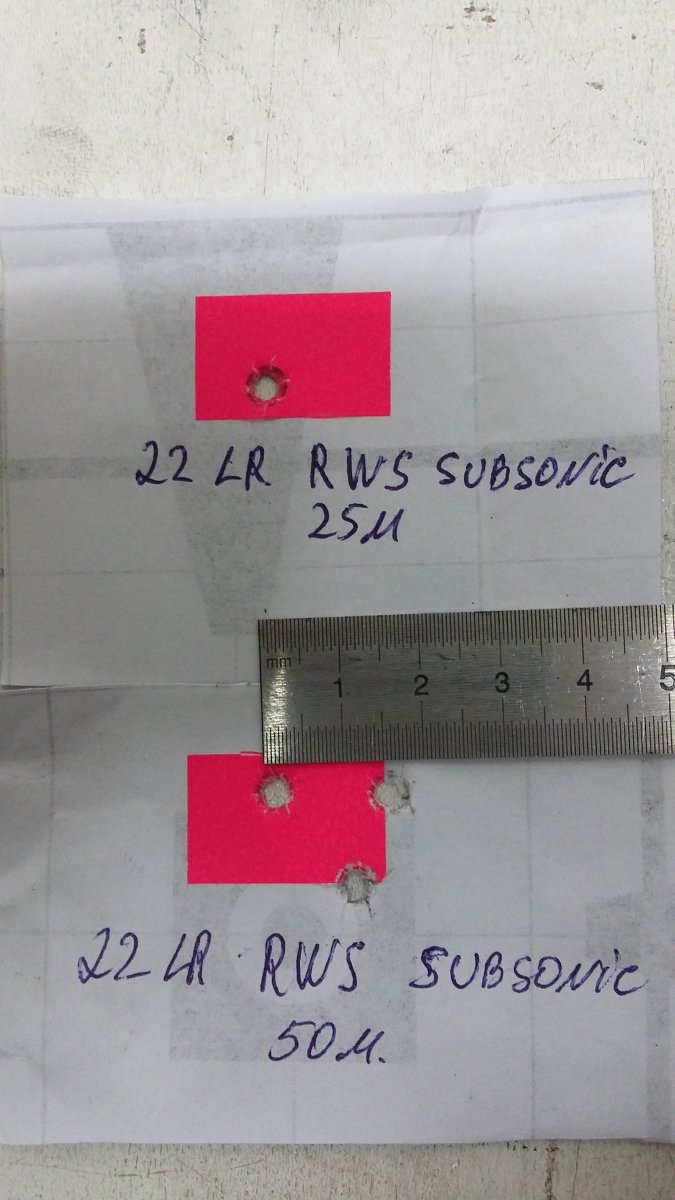 22 LR RWS SUBSONIC
25м
mm 1 2 3 4 5
22 LR RWS SUBSONIC
50м.